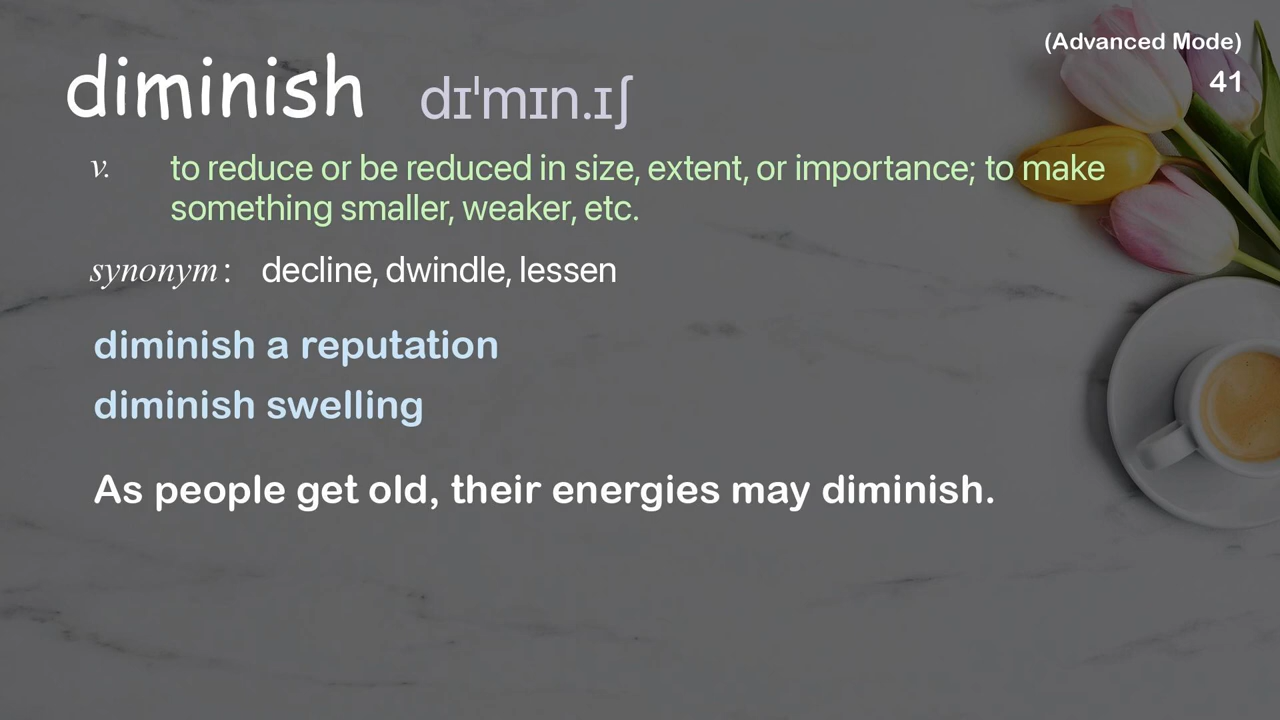 (Advanced Mode)
41
diminish dɪˈmɪn.ɪʃ
v. to reduce or be reduced in size, extent, or importance; to make
something smaller, weaker, etc.
synonym: decline, dwindle, lessen
diminish a reputation
diminish swelling
As people get old, their energies may diminish.